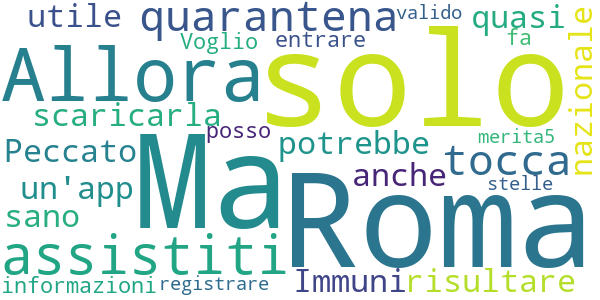 utile quarantena valido quasi
Voglio entrare fa
Allora solo nazionale
scaricarla posso merita5
Peccato Ma potrebbe tocca
un'app Roma anche stelle
sano
assistiti
informazioni registrare Immuni risultare